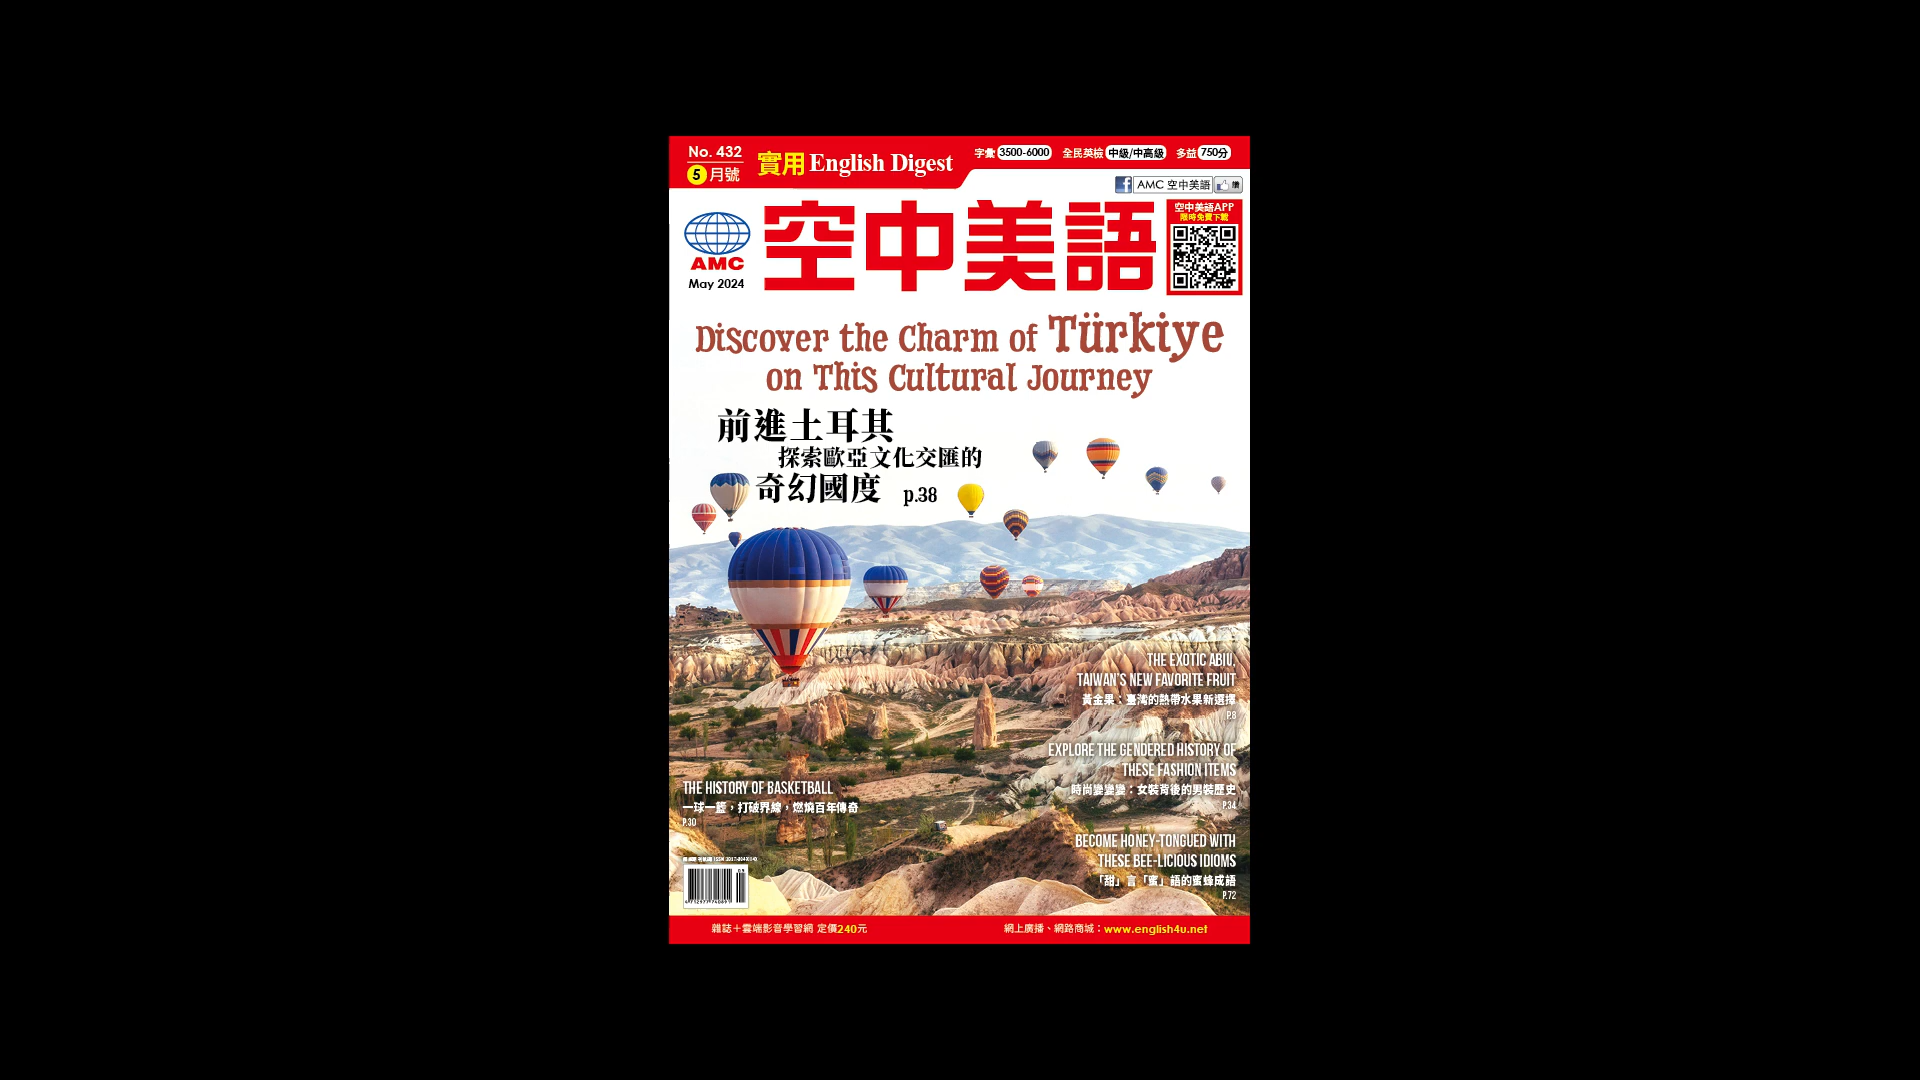 No. 432
5月號
實用 English Digest
字彙 3500-6000 全民英檢 中級/中高級 多益 750分
AMC 空中美語 讚
AMC
May 2024
空中美語
空中美語APP
限時免費下載
Discover the Charm of Türkiye
on This Cultural Journey
前進土耳其
探索歐亞文化交匯的
奇幻國度 p.38
THE EXOTIC ABIU,
TAIWAN'S NEW FAVORITE FRUIT
黃金果：臺灣的熱帶水果新選擇
P.8
EXPLORE THE GENDERED HISTORY OF
THESE FASHION ITEMS
時尚變變變：女裝背後的男裝歷史
P.34
THE HISTORY OF BASKETBALL
一球一籃，打破界線，燃燒百年傳奇
P.30
BECOME HONEY-TONGUED WITH
THESE BEE-LICIOUS IDIOMS
「甜」言「蜜」語的蜜蜂成語
P.72
雜誌＋雲端影音學習網 定價240元
網上廣播、網路商城：www.english4u.net